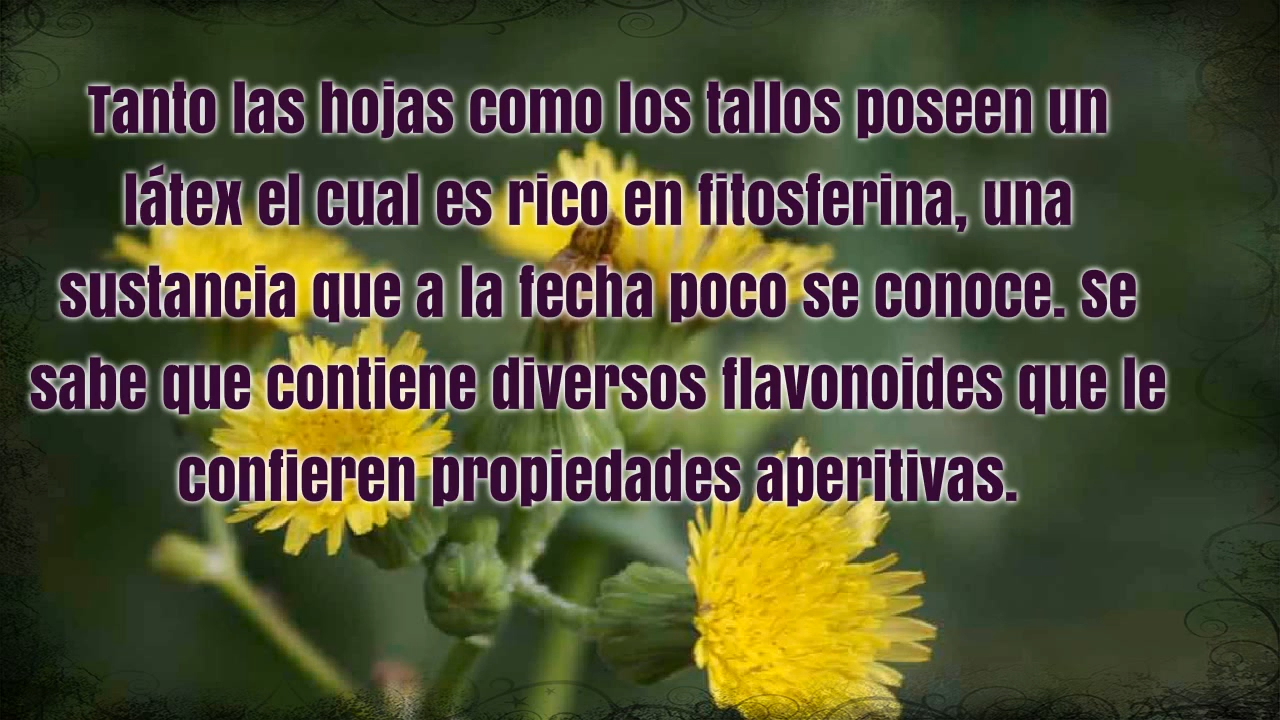 Tanto las hojas como los tallos poseen un
látex el cual es rico en fitosferina, una
sustancia que a la fecha poco se conoce. Se
sabe que contiene diversos flavonoides que le
confieren propiedades aperitivas.